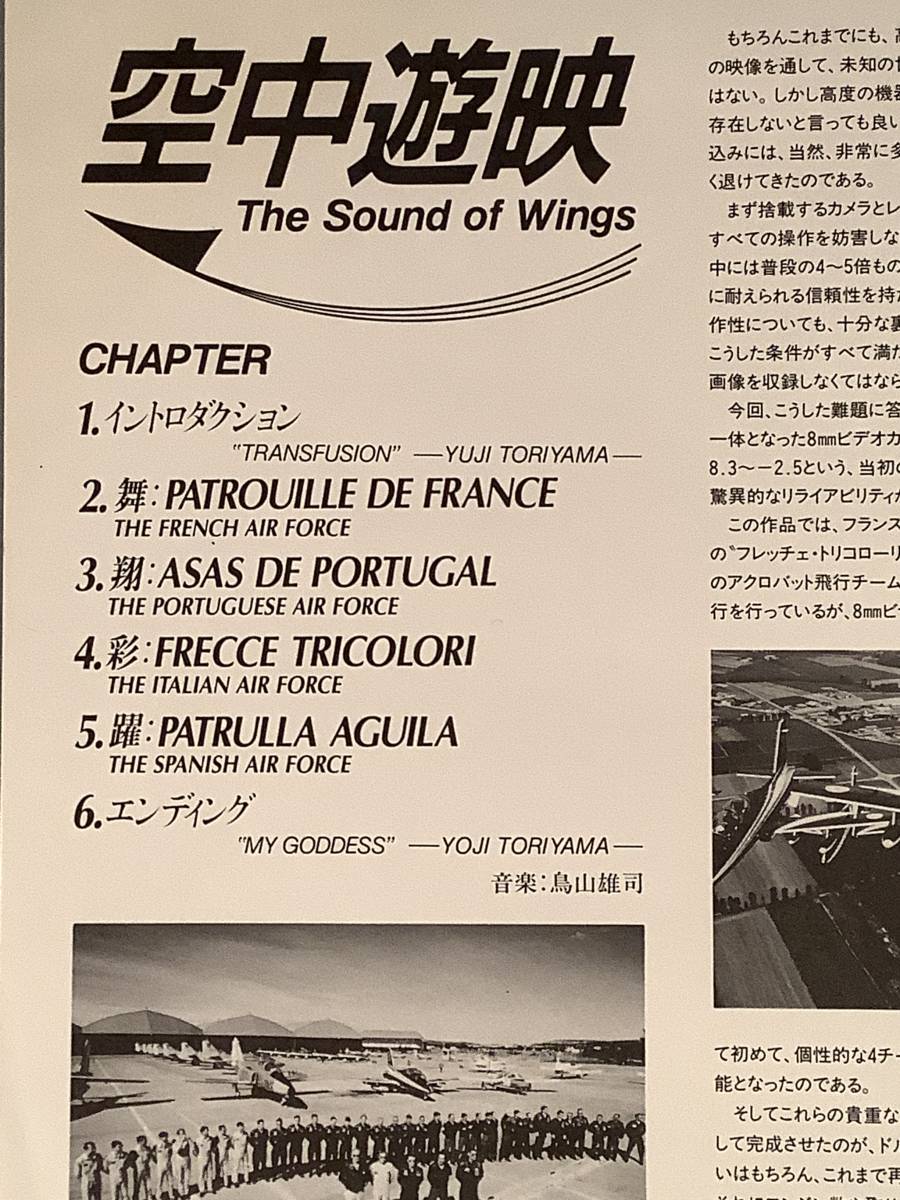 空中遊映
The Sound of Wings
CHAPTER
1.イントロダクション
"TRANSFUSION" —YUJI TORIYAMA—
2.舞:PATROUILLE DE FRANCE
THE FRENCH AIR FORCE
3.翔:ASAS DE PORTUGAL
THE PORTUGUESE AIR FORCE
4.彩:FRECCE TRICOLORI
THE ITALIAN AIR FORCE
5.躍:PATRULLA AGUILA
THE SPANISH AIR FORCE
6.エンディング
"MY GODDESS" —YOJI TORIYAMA—
音楽:鳥山雄司
もちろんこれまでにも、高
の映像を通して、未知の世
はない。しかし高度の機器
存在しないと言っても良い
込みには、当然、非常に多
く退けてきたのである。
まず捨載するカメラとレ
すべての操作を妨害しな
中には普段の4〜5倍もの
に耐えられる信頼性を持た
作性についても、十分な裏
こうした条件がすべて満た
画像を収録しなくてはなら
今回、こうした難題に答
一体となった8㎜ビデオカ
8.3〜−2.5という、当初の
驚異的なリライアビリティが
この作品では、フランス
の〝フレッチェ・トリコローリ
のアクロバット飛行チーム
行を行っているが、8㎜ビデ
て初めて、個性的な4チー
能となったのである。
そしてこれらの貴重な
して完成させたのが、ドル
いはもちろん、これまで再